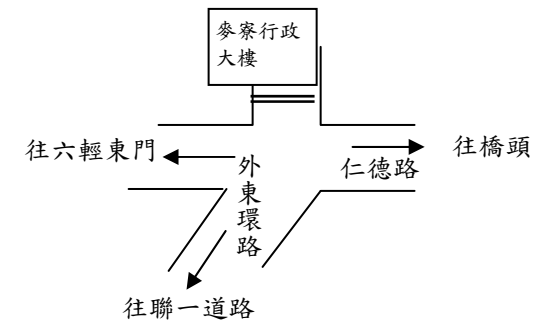 麥寮行政
大樓
往六輕東門
往橋頭
仁德路
外東環路
往聯一道路